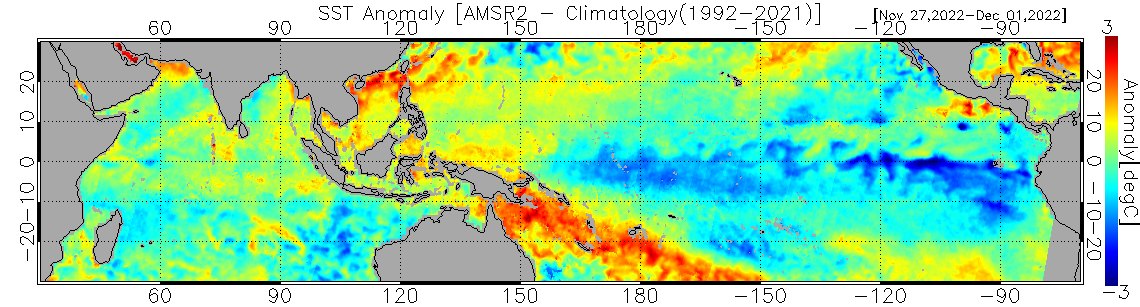 SST Anomaly [AMSR2 – Climatology(1992–2021)]
[Nov 27,2022–Dec 01,2022]
60 90 120 150 −180 −150 −120 −90
3
20 20
10 10
0 0
−10 −10
−20 −20
Anomaly[degC]
−3
60 90 120 150 −180 −150 −120 −90